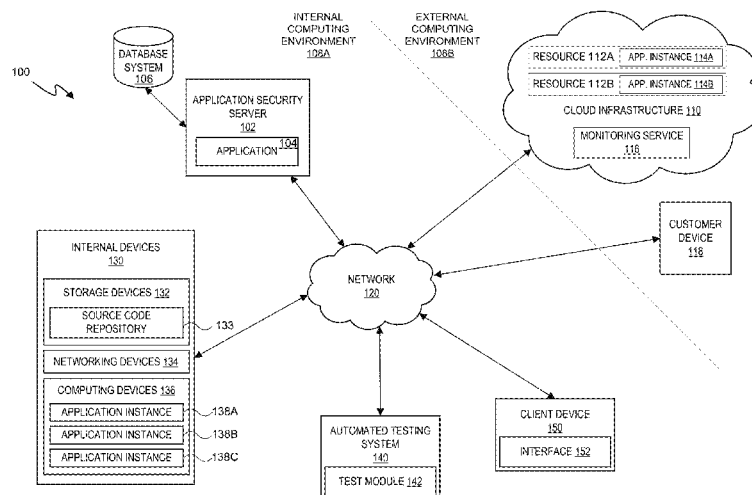 100
DATABASE
SYSTEM
106
INTERNAL
COMPUTING
ENVIRONMENT
108A
EXTERNAL
COMPUTING
ENVIRONMENT
108B
APPLICATION SECURITY
SERVER
102
104
APPLICATION
RESOURCE 112A
APP. INSTANCE 114A
RESOURCE 112B
APP. INSTANCE 114B
CLOUD INFRASTRUCTURE 110
MONITORING SERVICE
116
CUSTOMER
DEVICE
118
NETWORK
120
INTERNAL DEVICES
130
STORAGE DEVICES 132
SOURCE CODE
REPOSITORY
133
NETWORKING DEVICES 134
COMPUTING DEVICES 136
APPLICATION INSTANCE
138A
APPLICATION INSTANCE
138B
APPLICATION INSTANCE
138C
AUTOMATED TESTING
SYSTEM
140
TEST MODULE 142
CLIENT DEVICE
150
INTERFACE 152